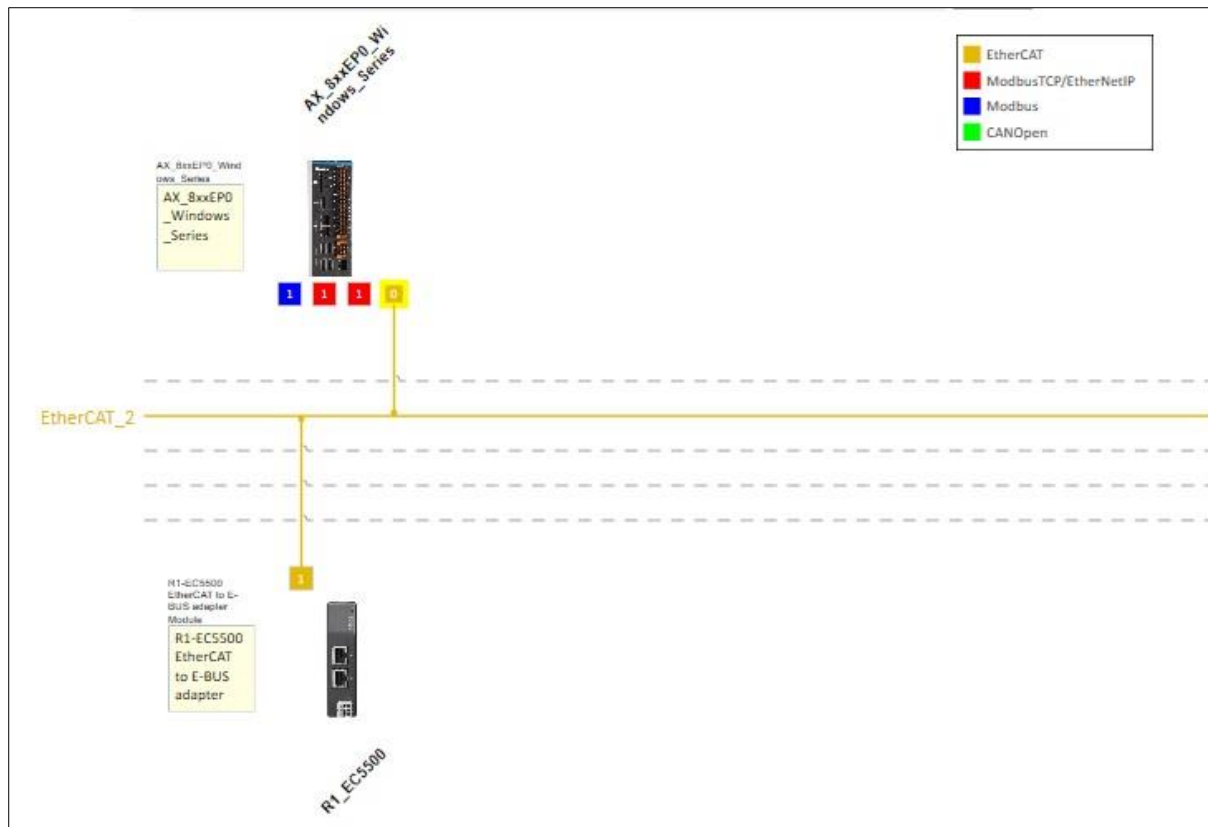 AX_8xxEP0_Wi
ndows_Series
EtherCAT
ModbusTCP/EtherNetIP
Modbus
CANOpen
AX_8xxEP0_Wind
ows_Series
AX_8xxEP0
_Windows
_Series
1
1
1
0
EtherCAT_2
1
R1-EC5500
EtherCAT to E-
BUS adapter
Module
R1-EC5500
EtherCAT
to E-BUS
adapter
R1_EC5500